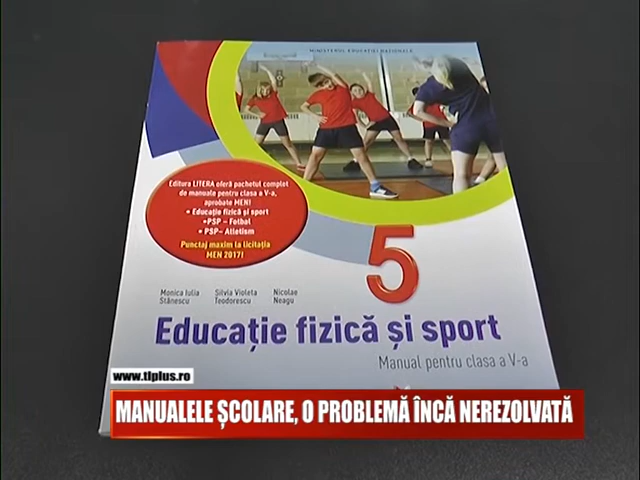 MINISTERUL EDUCAȚIEI NAȚIONALE
Editura LITERA oferă pachetul complet
de manuale pentru clasa a V-a,
aprobate MEN!
• Educație fizică și sport
•PSP – Fotbal
• PSP– Atletism
Punctaj maxim la licitația
MEN 2017!
5
Monica Iulia Stănescu
Silvia Violeta Teodorescu
Nicolae Neagu
Educație fizică și sport
Manual pentru clasa a V-a
www.tlplus.ro
MANUALELE ȘCOLARE, O PROBLEMĂ ÎNCĂ NEREZOLVATĂ